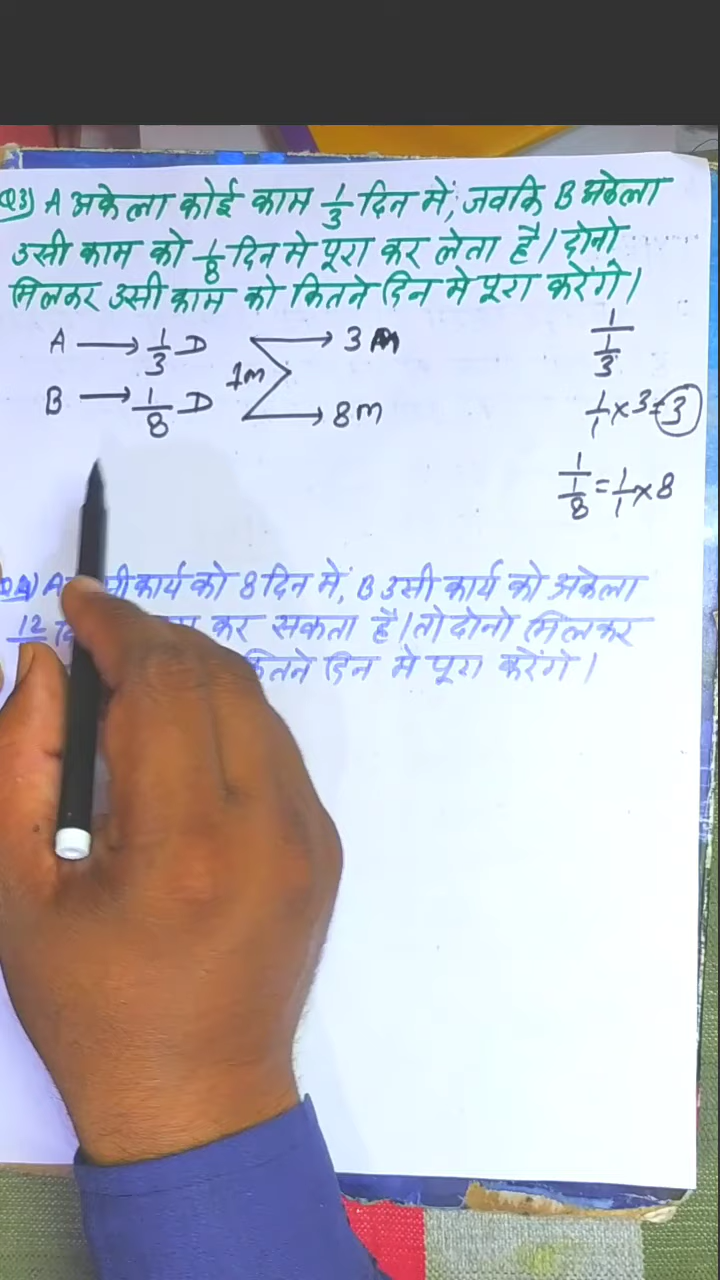 Q3) A अकेला कोई काम 1/3 दिन में, जबकि B अकेला
उसी काम को 1/8 दिन मे पूरा कर लेता है। दोनो
मिलकर उसी काम को कितने दिन मे पूरा करेंगे।
A → 1/3 D
B → 1/8 D
1m
3 m
8m
1/(1/3)
1/1 × 3 = 3
1/(1/8) = 1/1 × 8
A कार्य को 8 दिन में, B उसी कार्य को अकेला
12 कर सकता है। तो दोनो मिलकर
कितने दिन मे पूरा करेंगे।